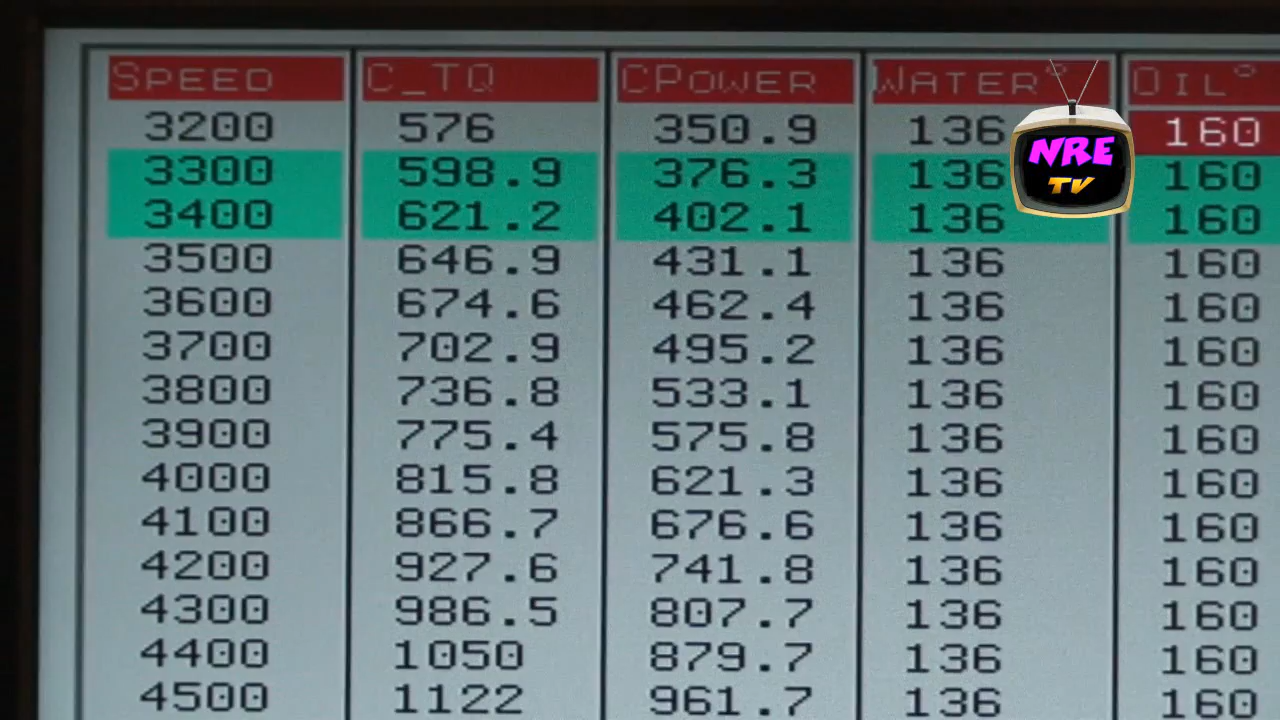 SPEED C_TQ CPOWER WATER° OIL°
3200 576 350.9 136 160
3300 598.9 376.3 136 160
3400 621.2 402.1 136 160
3500 646.9 431.1 136 160
3600 674.6 462.4 136 160
3700 702.9 495.2 136 160
3800 736.8 533.1 136 160
3900 775.4 575.8 136 160
4000 815.8 621.3 136 160
4100 866.7 676.6 136 160
4200 927.6 741.8 136 160
4300 986.5 807.7 136 160
4400 1050 879.7 136 160
4500 1122 961.7 136 160
NRE
TV